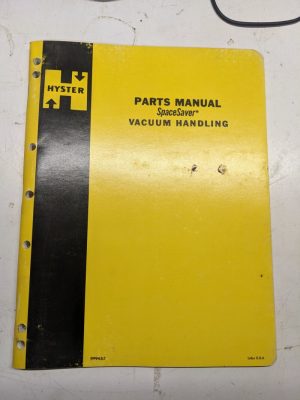 HYSTER
PARTS MANUAL
SpaceSaver®
VACUUM HANDLING